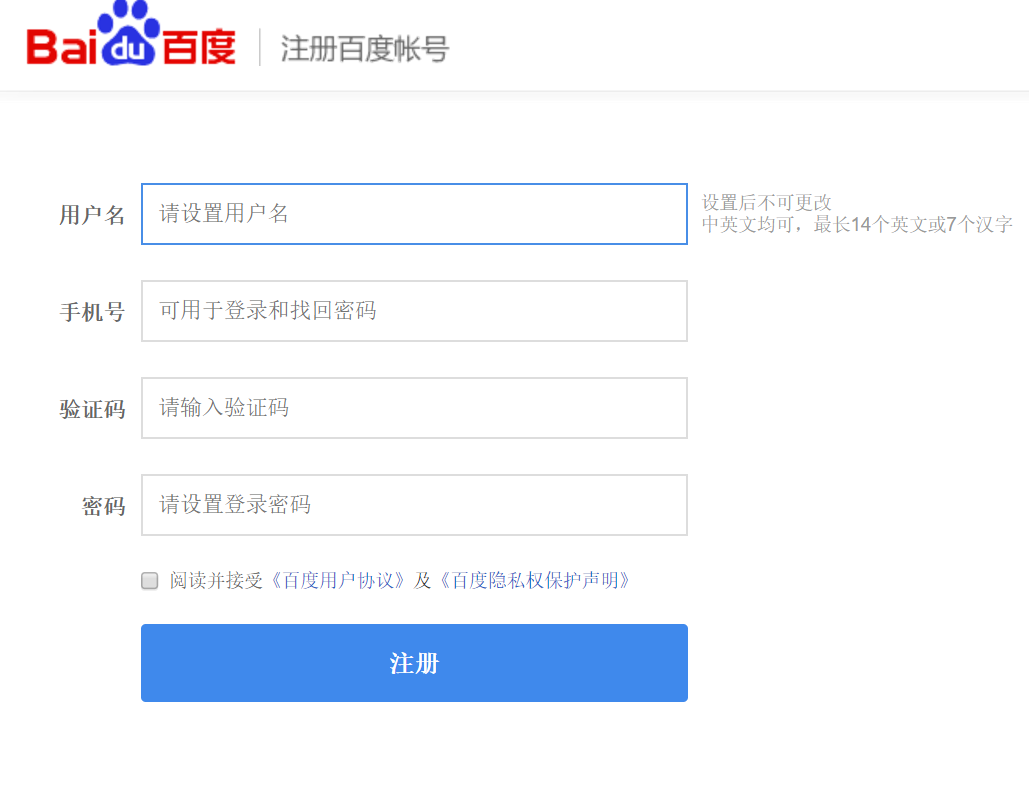 Bai du 百度 注册百度帐号
用户名 请设置用户名 设置后不可更改
中英文均可，最长14个英文或7个汉字
手机号 可用于登录和找回密码
验证码 请输入验证码
密码 请设置登录密码
阅读并接受《百度用户协议》及《百度隐私权保护声明》
注册